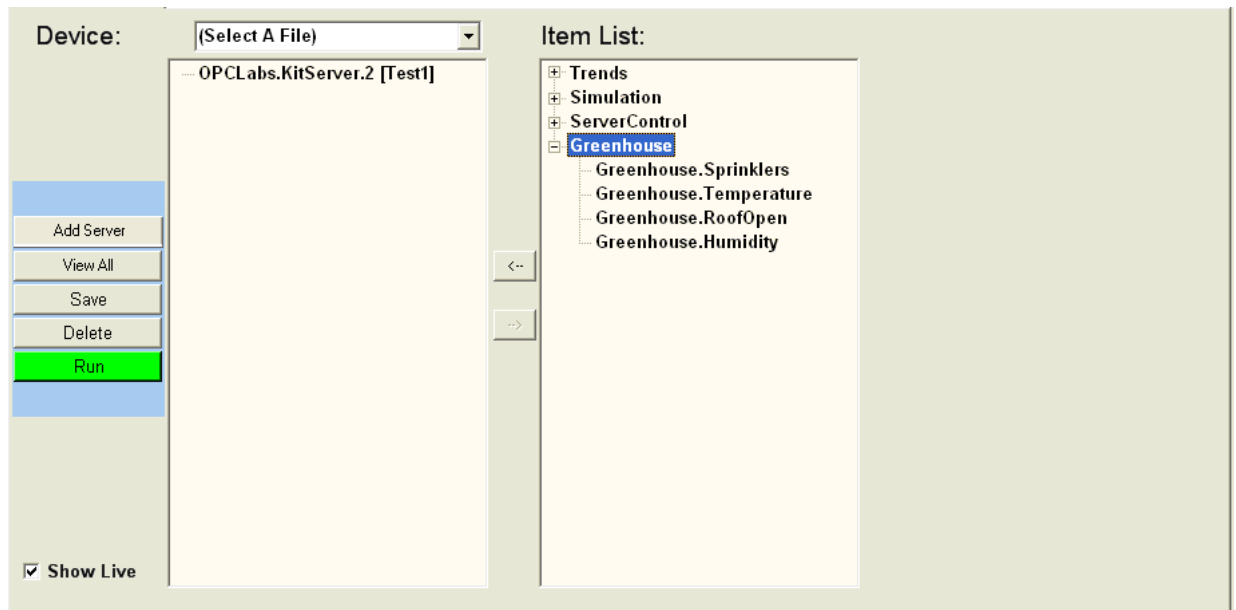 Device:
(Select A File)
OPCLabs.KitServer.2 [Test1]
Add Server
View All
Save
Delete
Run
Show Live
<--
-->
Item List:
Trends
Simulation
ServerControl
Greenhouse
Greenhouse.Sprinklers
Greenhouse.Temperature
Greenhouse.RoofOpen
Greenhouse.Humidity